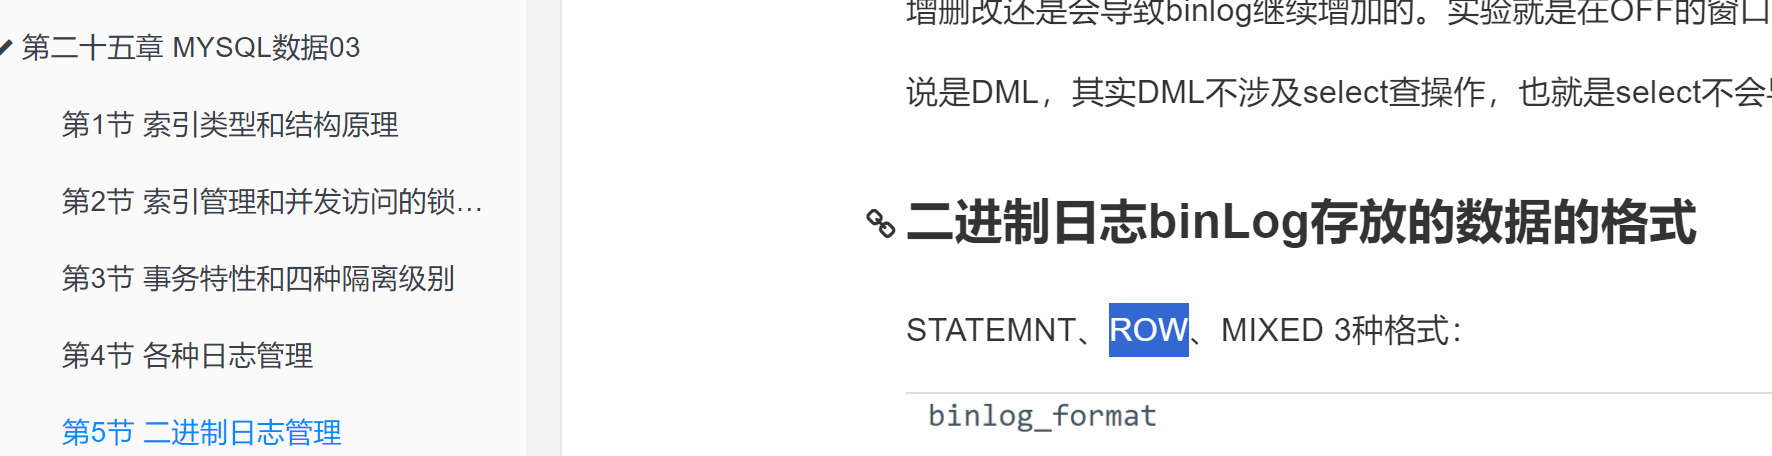 第二十五章 MYSQL数据03
第1节 索引类型和结构原理
第2节 索引管理和并发访问的锁…
第3节 事务特性和四种隔离级别
第4节 各种日志管理
第5节 二进制日志管理
增删改还是会导致binlog继续增加的。实验就是在OFF的窗口
说是DML，其实DML不涉及select查操作，也就是select不会
二进制日志binLog存放的数据的格式
STATEMNT、ROW、MIXED 3种格式：
binlog_format